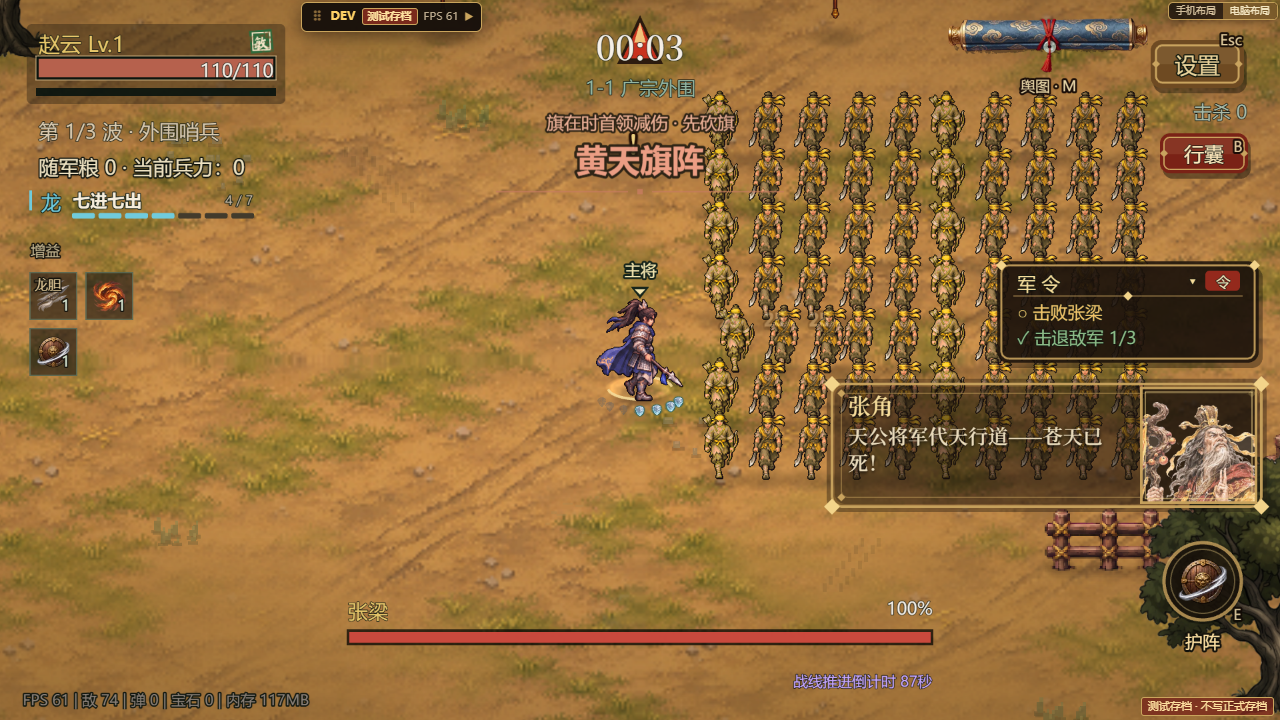 DEV 测试存档 FPS 61
手机布局 电脑布局
赵云 Lv.1 敏
110/110
00:03
1-1 广宗外围
Esc
设置
舆图·M
击杀 0
第 1/3 波·外围哨兵
旗在时首领减伤·先砍旗
黄天旗阵
行囊 B
随军粮 0·当前兵力: 0
龙 七进七出 4/7
增益
龙胆 1
1
1
主将
军令 令
击败张梁
✓击退敌军 1/3
张角
天公将军代天行道——苍天已
死!
E
护阵
张梁 100%
战线推进倒计时 87秒
FPS 61 | 敌 74 | 弹 0 | 宝石 0 | 内存 117MB
测试存档·不写正式存档